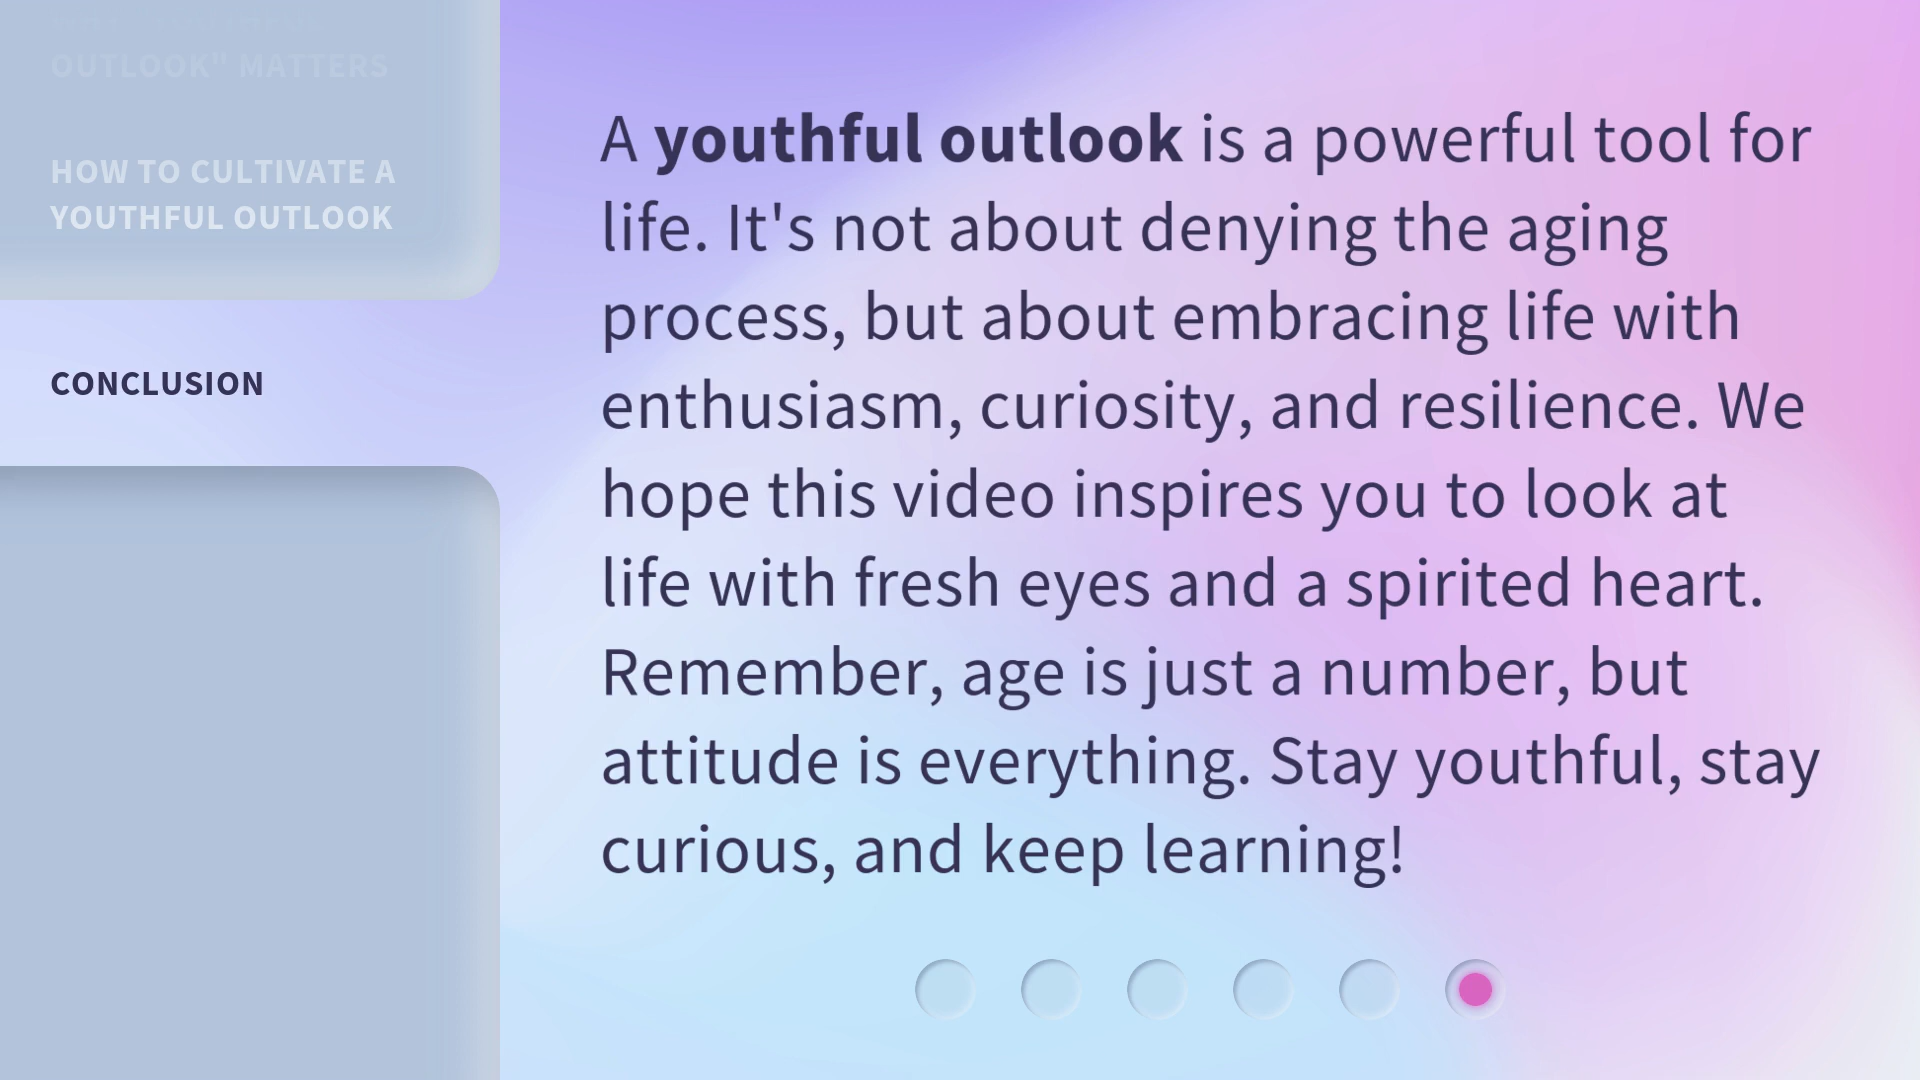 OUTLOOK" MATTERS
HOW TO CULTIVATE A
YOUTHFUL OUTLOOK
CONCLUSION
A youthful outlook is a powerful tool for
life. It's not about denying the aging
process, but about embracing life with
enthusiasm, curiosity, and resilience. We
hope this video inspires you to look at
life with fresh eyes and a spirited heart.
Remember, age is just a number, but
attitude is everything. Stay youthful, stay
curious, and keep learning!